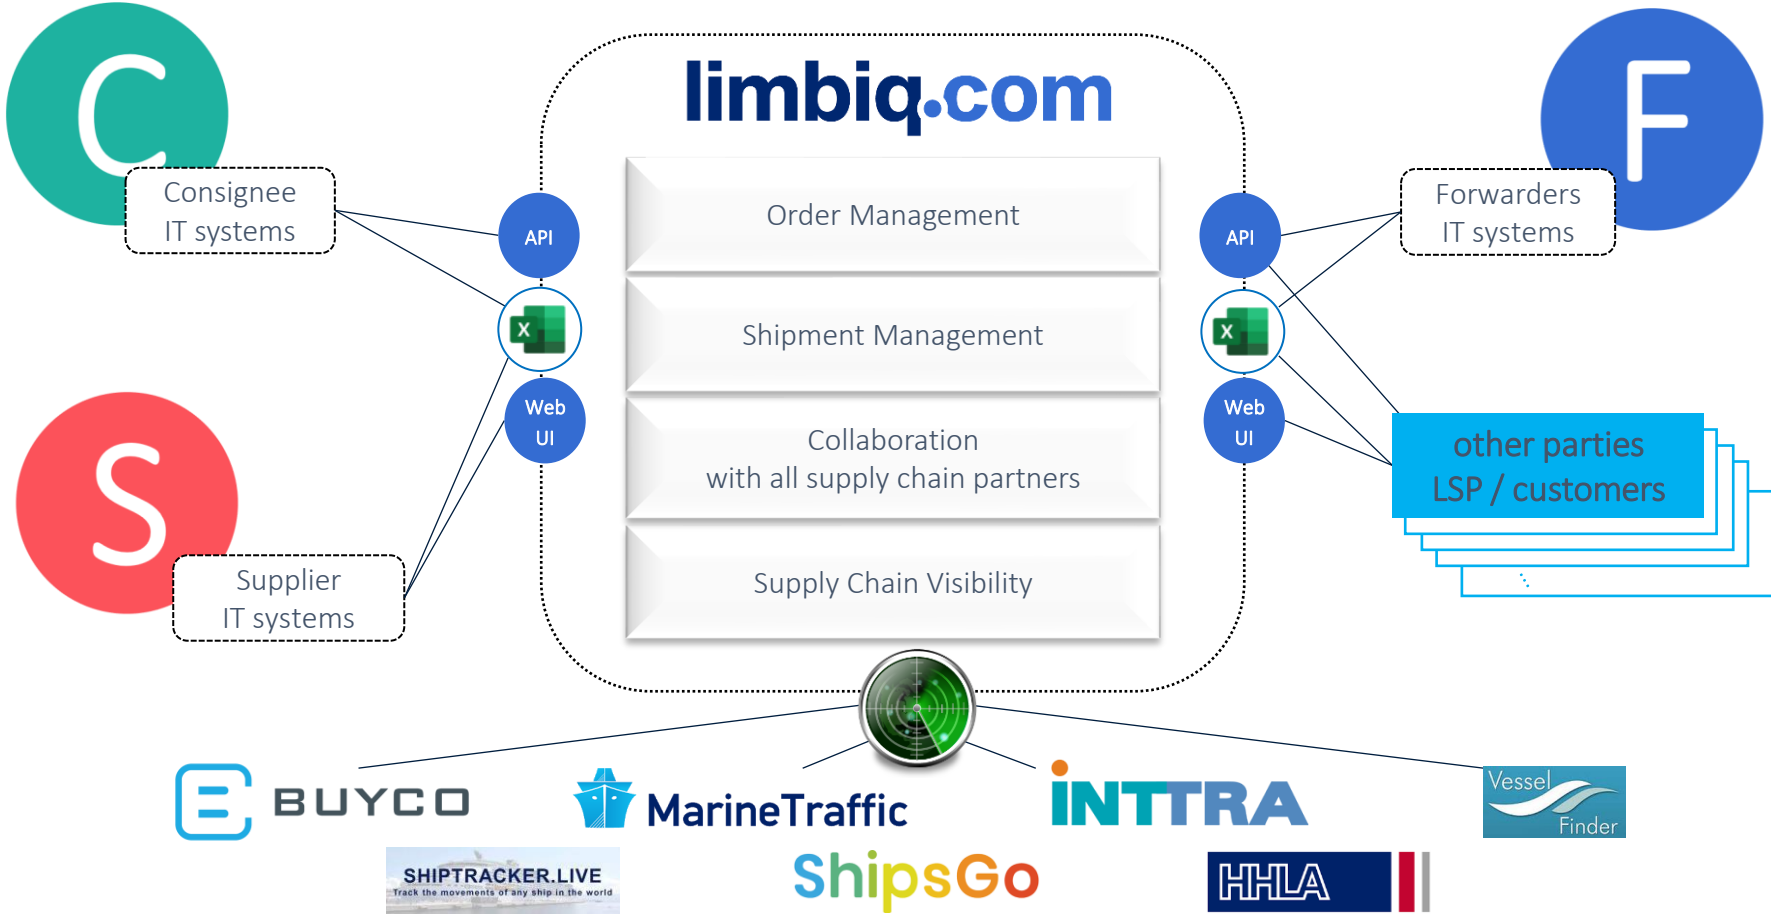 C
Consignee
IT systems
S
Supplier
IT systems
limbiq.com
API
X
Web
UI
Order Management
Shipment Management
Collaboration
with all supply chain partners
Supply Chain Visibility
API
X
Web
UI
F
Forwarders
IT systems
other parties
LSP / customers
BUYCO
MarineTraffic
INTTRA
Vessel
Finder
SHIPTRACKER.LIVE
Track the movements of any ship in the world
ShipsGo
HHLA